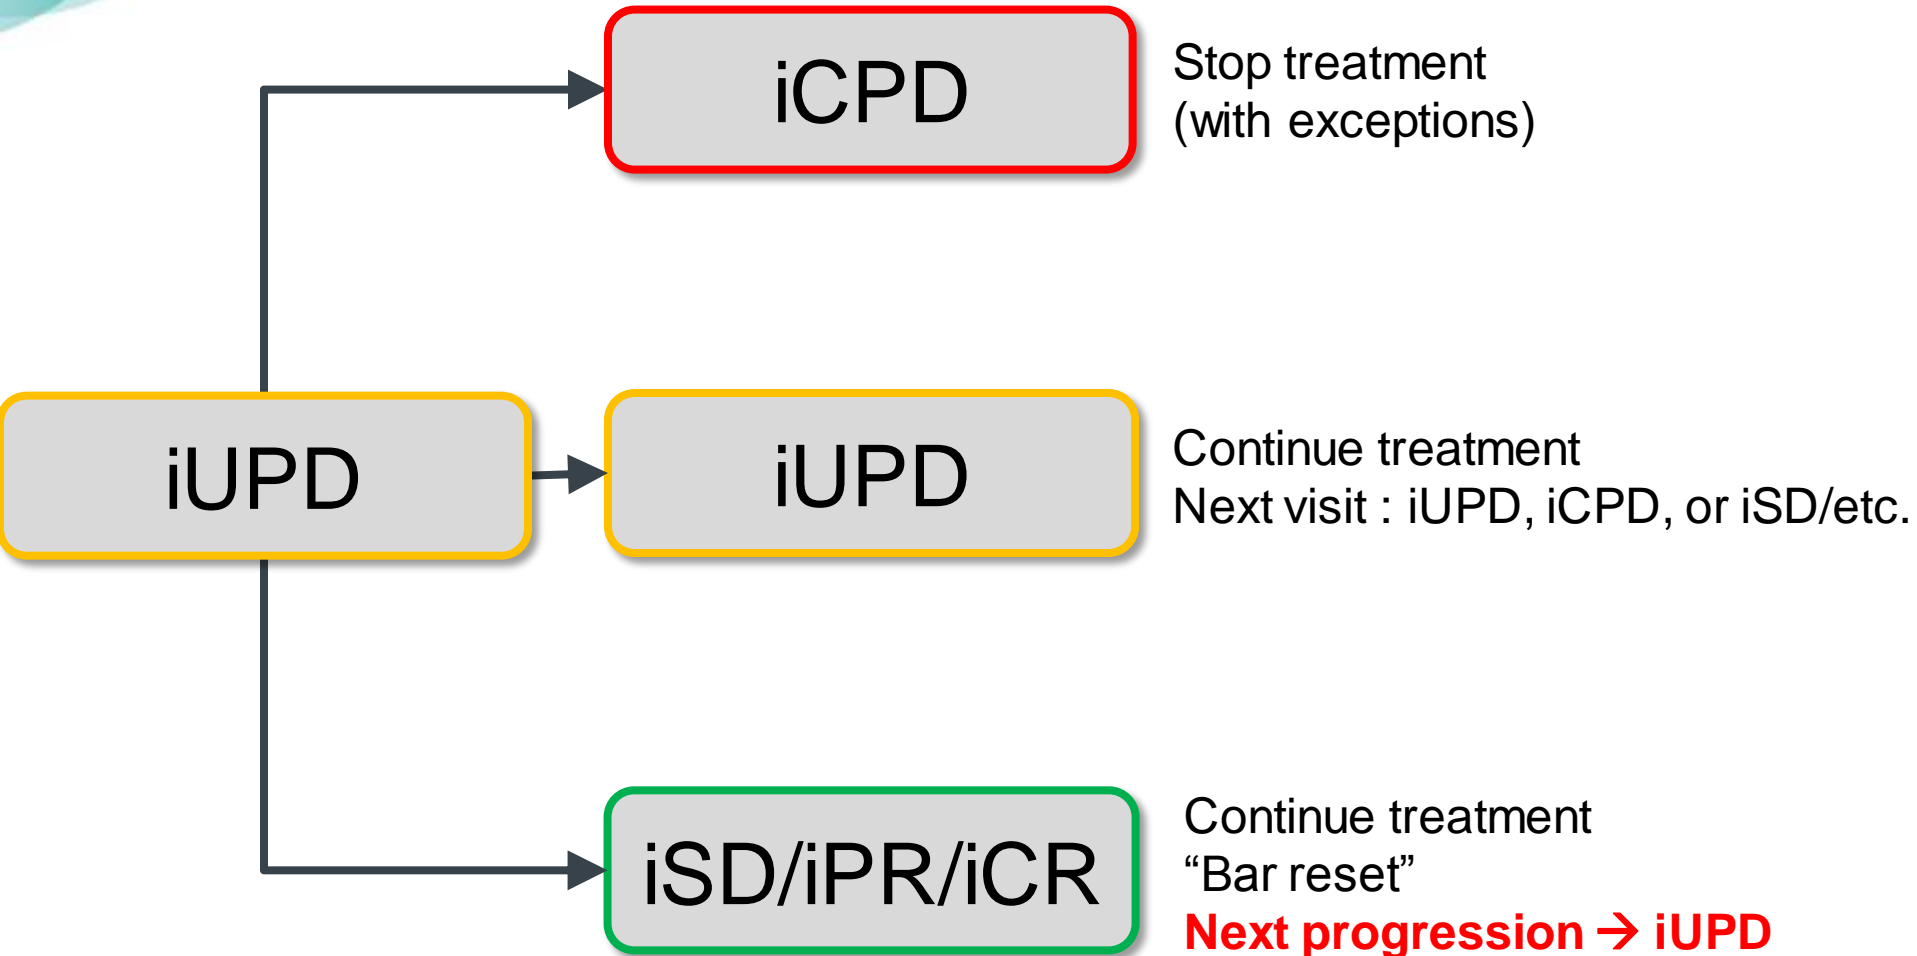 iCPD
Stop treatment
(with exceptions)
iUPD
iUPD
Continue treatment
Next visit : iUPD, iCPD, or iSD/etc.
iSD/iPR/iCR
Continue treatment
“Bar reset”
Next progression → iUPD